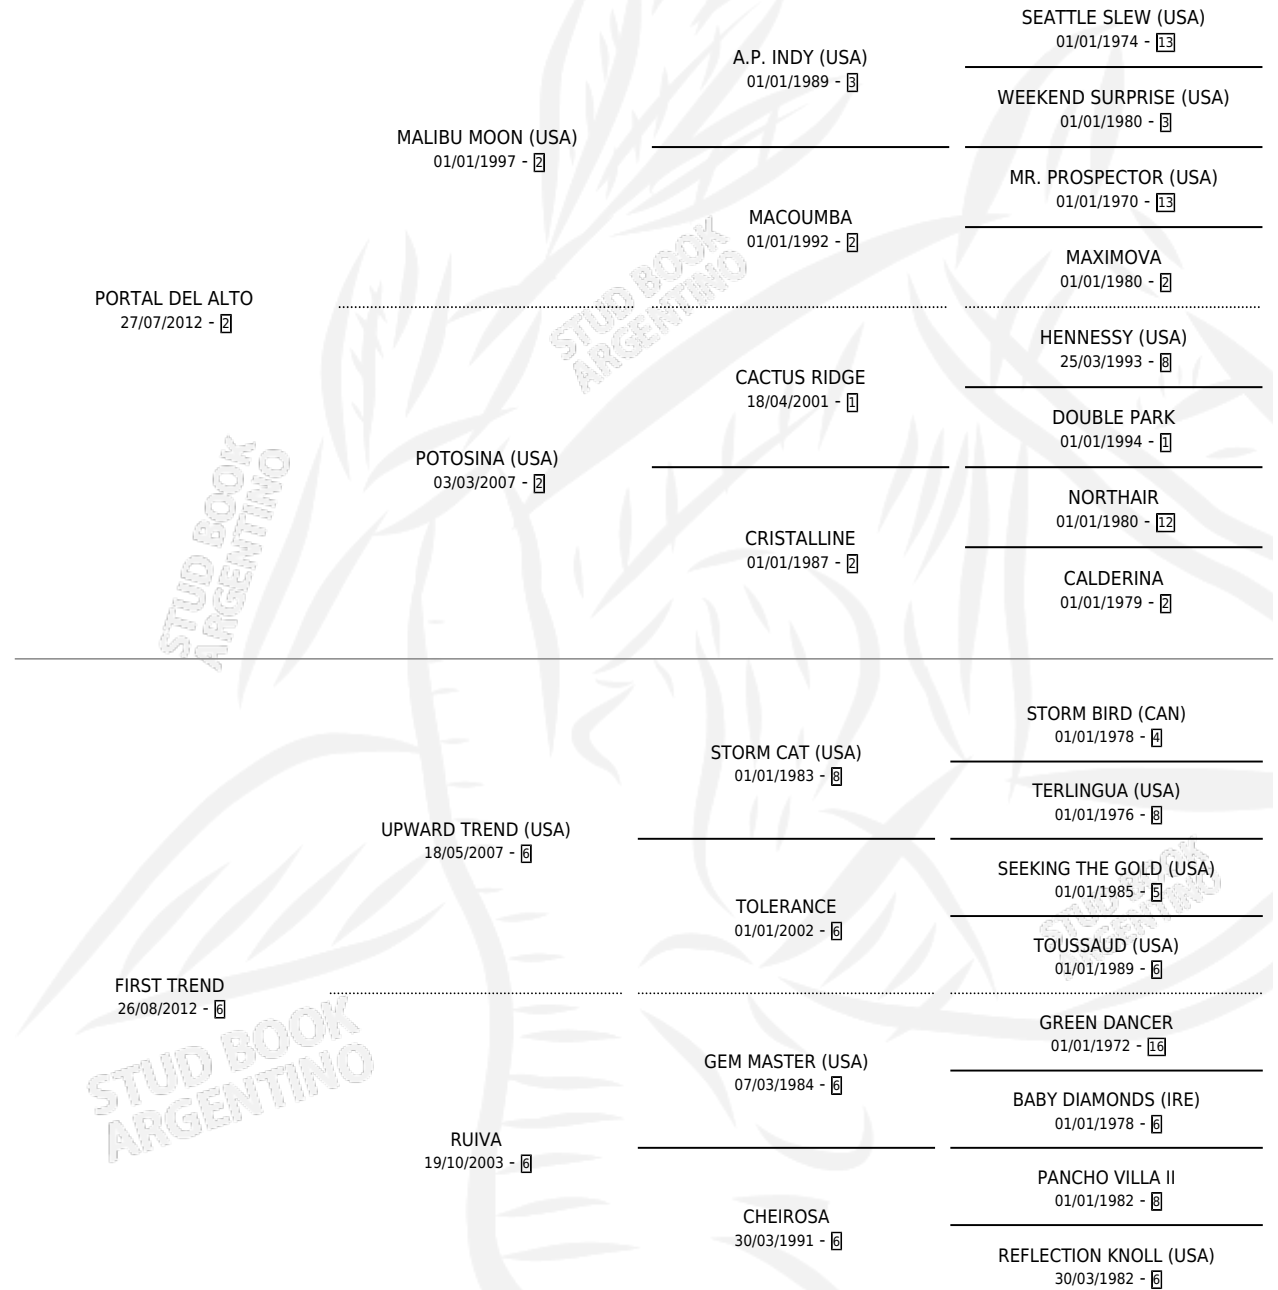 SEATTLE SLEW (USA)
01/01/1974 - 13
A.P. INDY (USA)
01/01/1989 - 3
WEEKEND SURPRISE (USA)
01/01/1980 - 3
MALIBU MOON (USA)
01/01/1997 - 2
MR. PROSPECTOR (USA)
01/01/1970 - 13
MACOUMBA
01/01/1992 - 2
MAXIMOVA
01/01/1980 - 2
PORTAL DEL ALTO
27/07/2012 - 2
HENNESSY (USA)
25/03/1993 - 8
CACTUS RIDGE
18/04/2001 - 1
DOUBLE PARK
01/01/1994 - 1
POTOSINA (USA)
03/03/2007 - 2
NORTHAIR
01/01/1980 - 12
CRISTALLINE
01/01/1987 - 2
CALDERINA
01/01/1979 - 2
STUD BOOK
ARGENTINO
STUD BOOK
ARGENTINO
STORM BIRD (CAN)
01/01/1978 - 4
STORM CAT (USA)
01/01/1983 - 8
TERLINGUA (USA)
01/01/1976 - 8
UPWARD TREND (USA)
18/05/2007 - 6
SEEKING THE GOLD (USA)
01/01/1985 - 5
TOLERANCE
01/01/2002 - 6
TOUSSAUD (USA)
01/01/1989 - 6
STUD BOOK
ARGENTINO
FIRST TREND
26/08/2012 - 6
GREEN DANCER
01/01/1972 - 16
GEM MASTER (USA)
07/03/1984 - 6
BABY DIAMONDS (IRE)
01/01/1978 - 6
RUIVA
19/10/2003 - 6
PANCHO VILLA II
01/01/1982 - 8
CHEIROSA
30/03/1991 - 6
REFLECTION KNOLL (USA)
30/03/1982 - 6
STUD BOOK
ARGENTINO